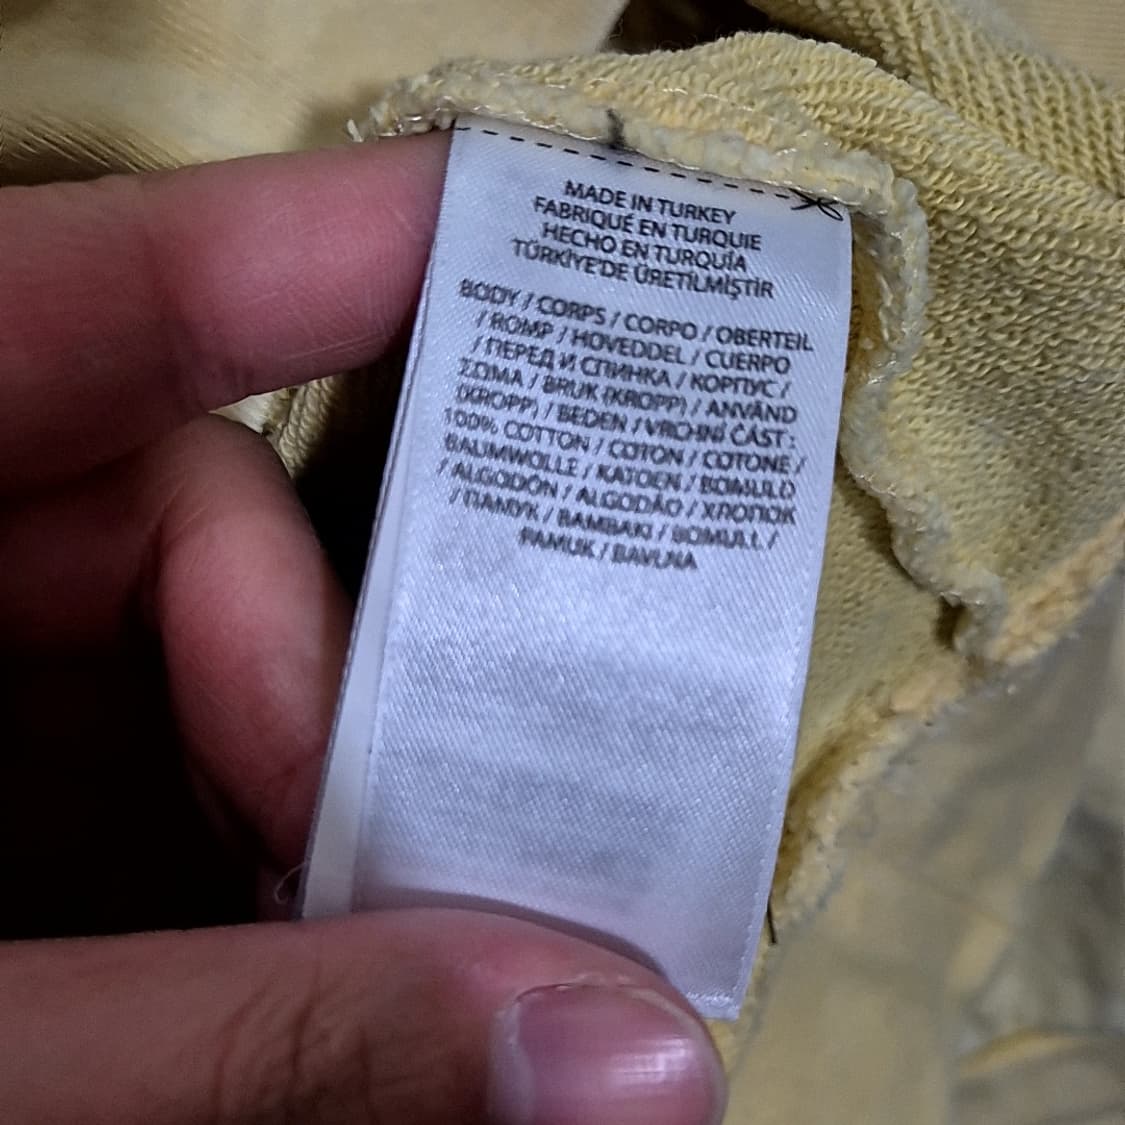 MADE IN TURKEY
FABRIQUÉ EN TURQUIE
HECHO EN TURQUÍA
TÜRKİYE'DE ÜRETİLMİŞTİR
BODY / CORPS / CORPO / OBERTEIL
/ ROMP / HOVEDDEL / CUERPO
/ ПЕРЕД И СПИНКА / КОРПУС /
ΣΩΜΑ / BRUK (KROPP) / ANVÄND
(KROPP) / BEDEN / VRCHNÍ ČÁST :
100% COTTON / COTON / COTONE /
BAUMWOLLE / KATOEN / BOMULD
/ ALGODÓN / ALGODÃO / ХЛОПОК
/ ПАМУК / BAMBAKI / BOMULL /
PAMUK / BAVLNA